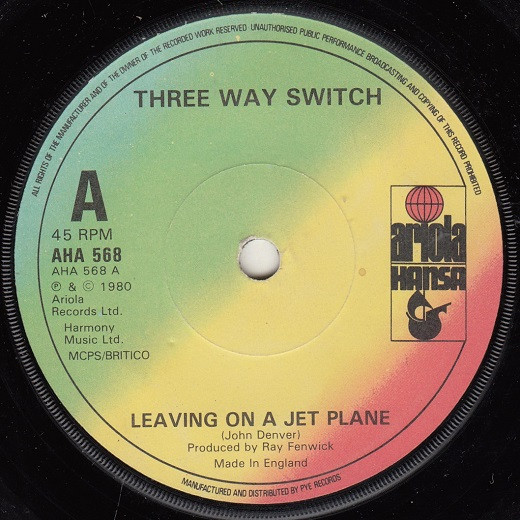 ALL RIGHTS OF THE MANUFACTURER AND OF THE OWNER OF THE RECORDED WORK RESERVED · UNAUTHORISED PUBLIC PERFORMANCE BROADCASTING AND COPYING OF THIS RECORD PROHIBITED
THREE WAY SWITCH
A
45 RPM
AHA 568
AHA 568 A
℗ & © 1980
Ariola
Records Ltd.
Harmony
Music Ltd.
MCPS/BRITICO
ariola
HANSA
LEAVING ON A JET PLANE
(John Denver)
Produced by Ray Fenwick
Made In England
MANUFACTURED AND DISTRIBUTED BY PYE RECORDS